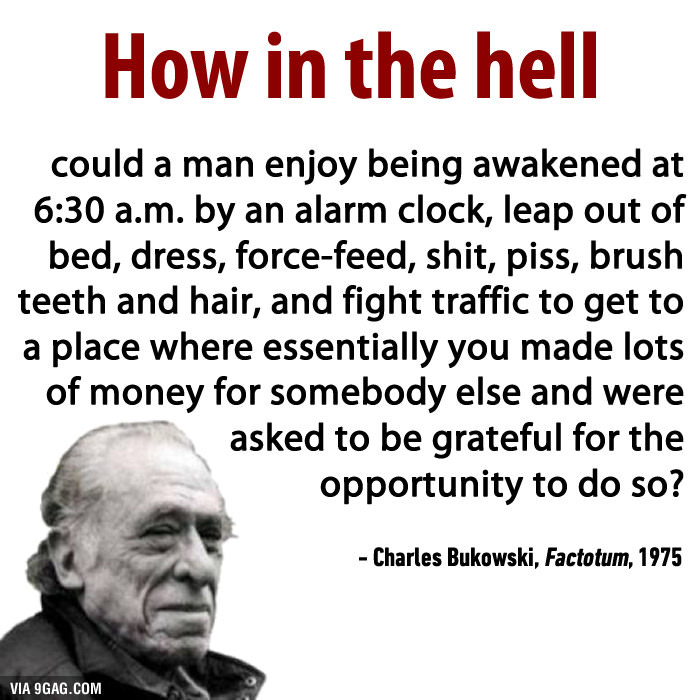 How in the hell
could a man enjoy being awakened at
6:30 a.m. by an alarm clock, leap out of
bed, dress, force-feed, shit, piss, brush
teeth and hair, and fight traffic to get to
a place where essentially you made lots
of money for somebody else and were
asked to be grateful for the
opportunity to do so?
– Charles Bukowski, Factotum, 1975
VIA 9GAG.COM